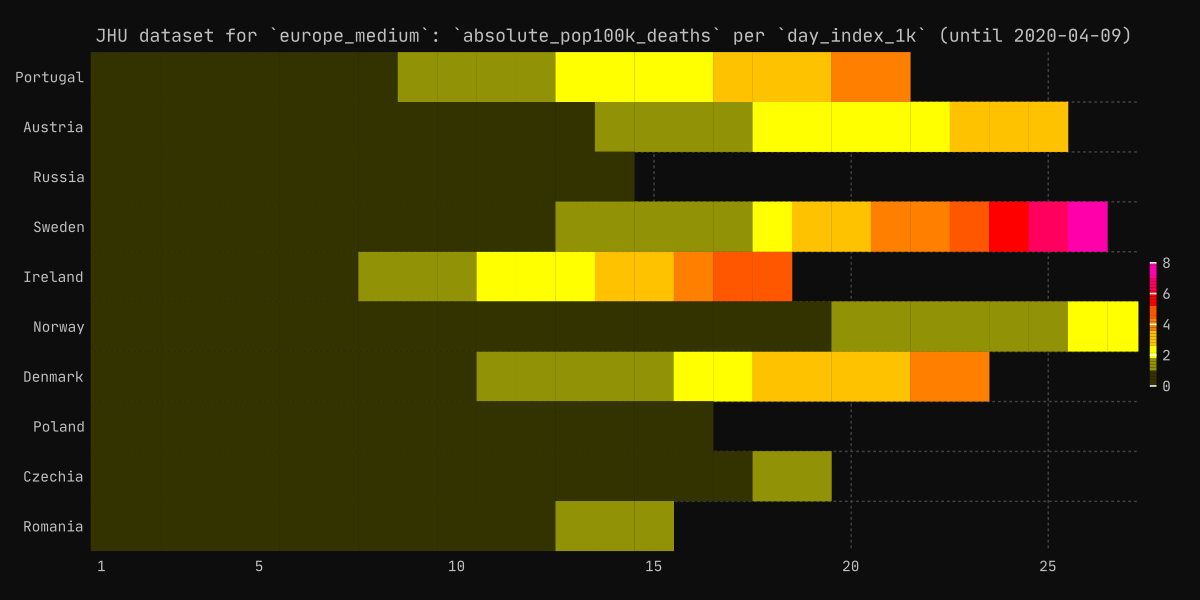 JHU dataset for `europe_medium`: `absolute_pop100k_deaths` per `day_index_1k` (until 2020-04-09)
Portugal
Austria
Russia
Sweden
Ireland
Norway
Denmark
Poland
Czechia
Romania
1 5 10 15 20 25
8
6
4
2
0